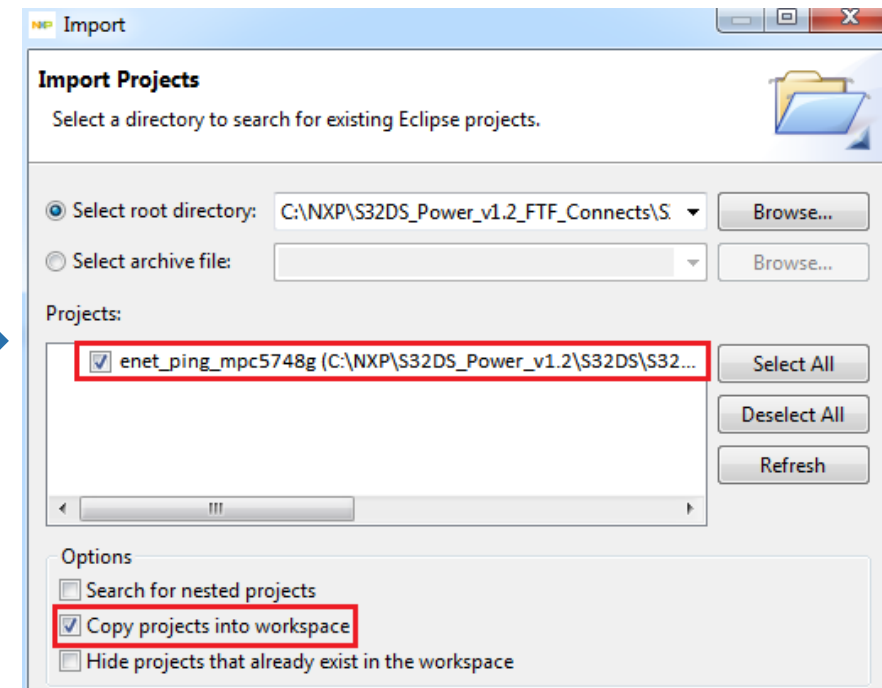 NXP Import
Import Projects
Select a directory to search for existing Eclipse projects.
Select root directory: C:\NXP\S32DS_Power_v1.2_FTF_Connects\S Browse...
Select archive file: Browse...
Projects:
enet_ping_mpc5748g (C:\NXP\S32DS_Power_v1.2\S32DS\S32...
Select All
Deselect All
Refresh
Options
Search for nested projects
Copy projects into workspace
Hide projects that already exist in the workspace